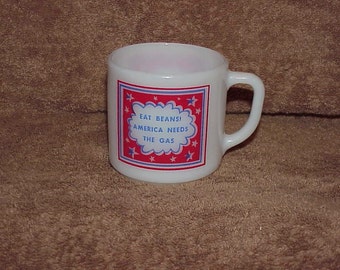 EAT BEANS!
AMERICA NEEDS
THE GAS